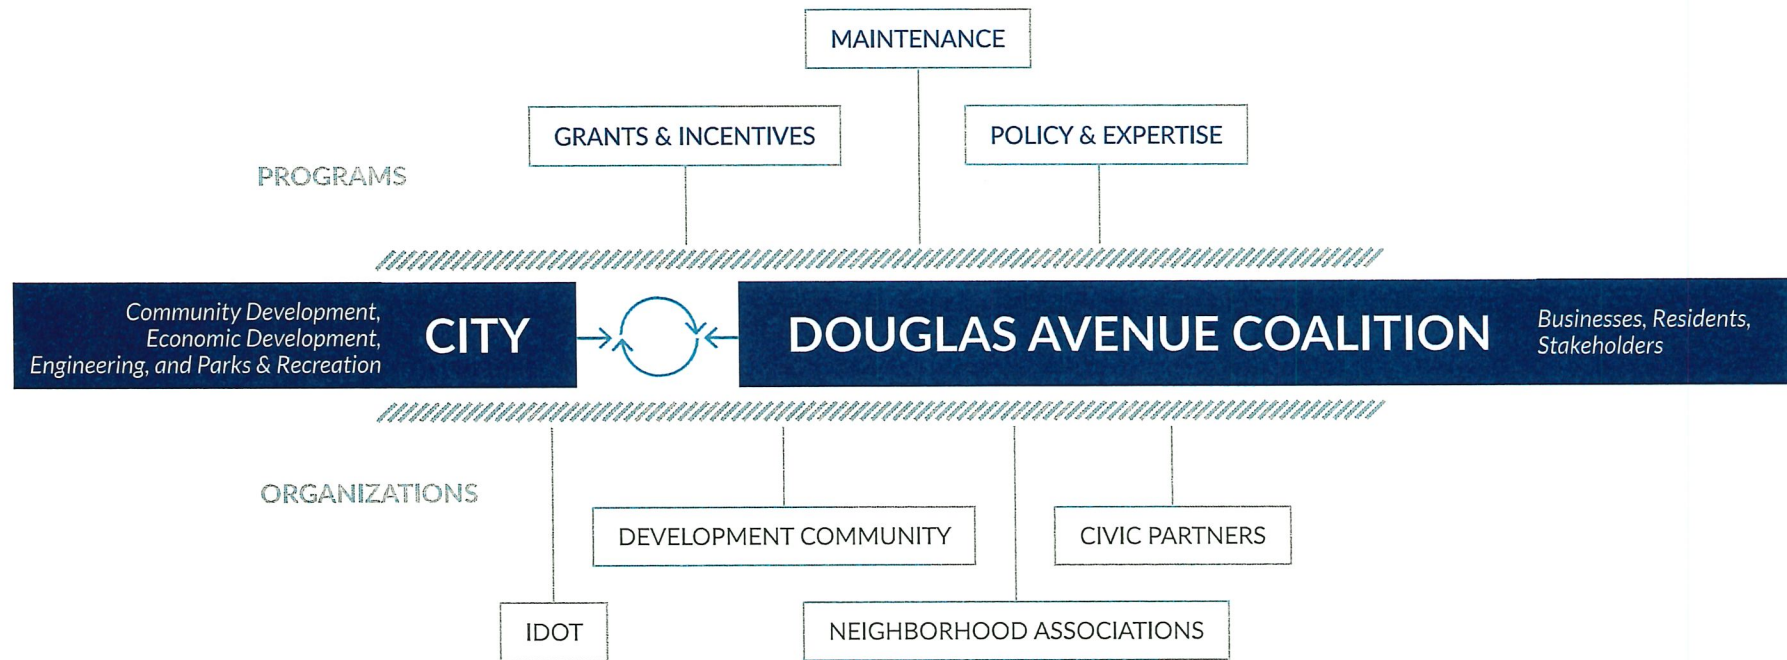 MAINTENANCE
GRANTS & INCENTIVES
POLICY & EXPERTISE
PROGRAMS
Community Development,
Economic Development,
Engineering, and Parks & Recreation
CITY
DOUGLAS AVENUE COALITION
Businesses, Residents,
Stakeholders
ORGANIZATIONS
DEVELOPMENT COMMUNITY
CIVIC PARTNERS
IDOT
NEIGHBORHOOD ASSOCIATIONS